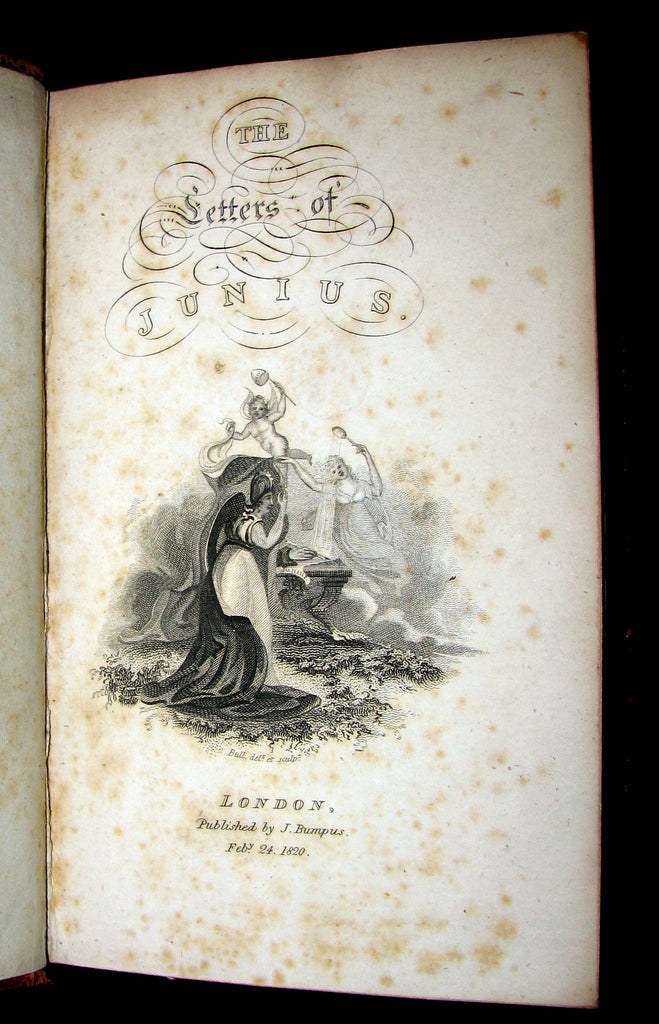 THE
Letters of
JUNIUS.
Bull, delt. et sculpt.
LONDON,
Published by J. Bumpus.
Feby. 24. 1820.